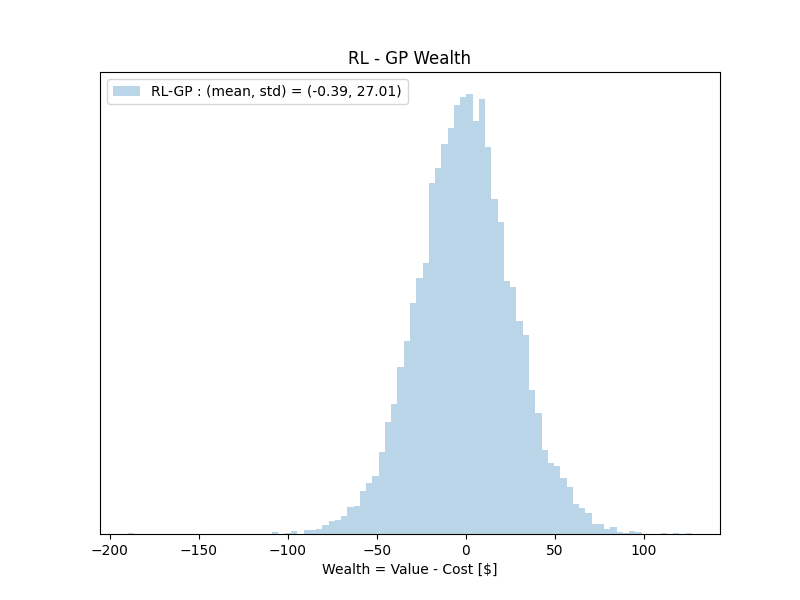 RL - GP Wealth
RL-GP : (mean, std) = (-0.39, 27.01)
−200 −150 −100 −50 0 50 100
Wealth = Value - Cost [$]